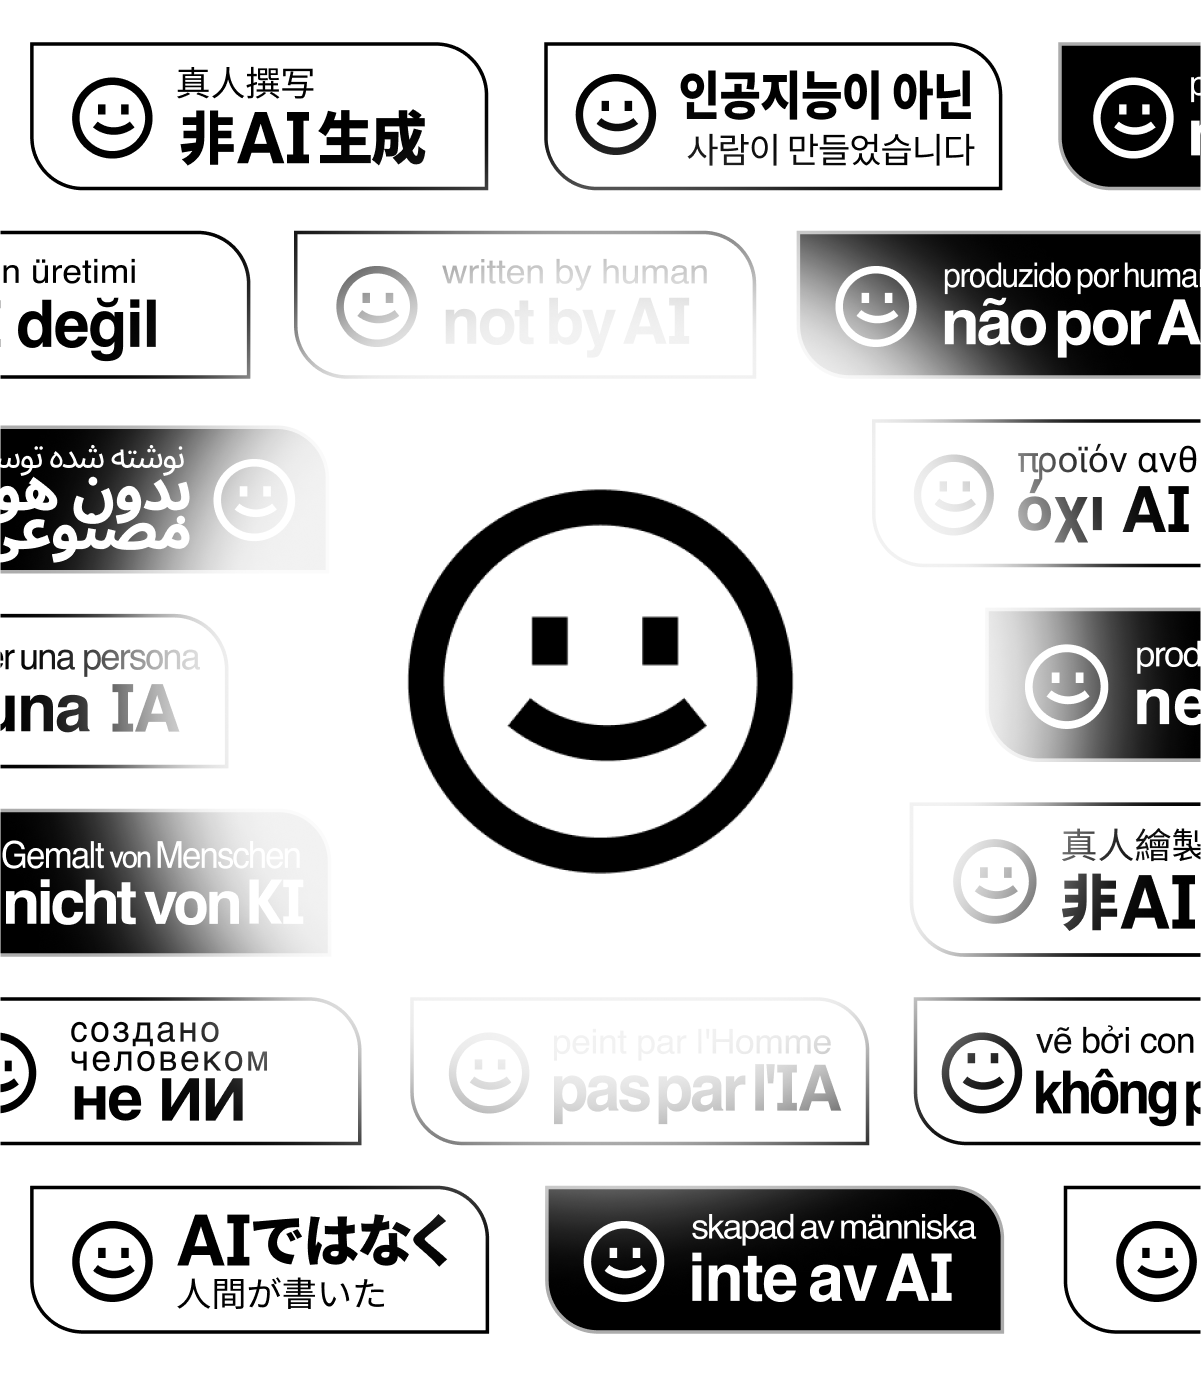 真人撰写
非AI生成
인공지능이 아닌
사람이 만들었습니다
n üretimi
değil
written by human
not by AI
produzido por huma
não por A
نوشته شده توس
بدون هو
مصنوعی
προϊόν ανθ
όχι AI
er una persona
una IA
prod
ne
Gemalt von Menschen
nicht von KI
真人繪製
非AI
создано
человеком
не ИИ
peint par l'Homme
pas par l'IA
vẽ bởi con
không p
AIではなく
人間が書いた
skapad av människa
inte av AI